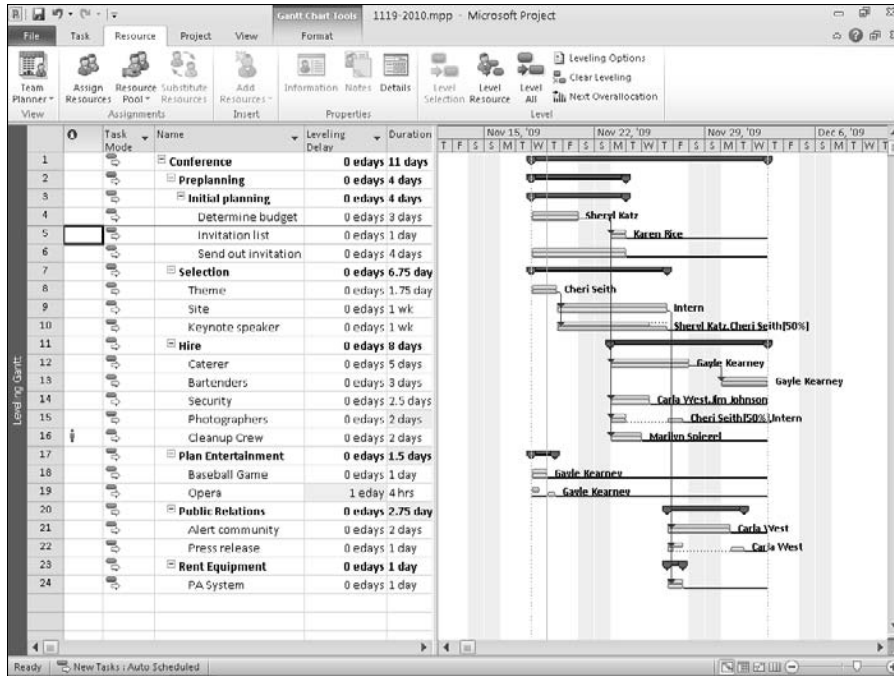 1119-2010.mpp - Microsoft Project
Gantt Chart Tools
File Task Resource Project View Format
Team Planner
Assign Resources
Resource Pool
Substitute Resources
Add Resources
Information
Notes
Details
Level Selection
Level Resource
Level All
Leveling Options
Clear Leveling
Next Overallocation
View Assignments Insert Properties Level
Task Mode Name Leveling Delay Duration
Nov 15, '09 Nov 22, '09 Nov 29, '09 Dec 6, '09
T F S S M T W T F S S M T W T F S S M T W T F S S M T W T
1 Conference 0 edays 11 days
2 Preplanning 0 edays 4 days
3 Initial planning 0 edays 4 days
4 Determine budget 0 edays 3 days Sheryl Katz
5 Invitation list 0 edays 1 day Karen Rice
6 Send out invitation 0 edays 4 days
7 Selection 0 edays 6.75 day
8 Theme 0 edays 1.75 day Cheri Seith
9 Site 0 edays 1 wk Intern
10 Keynote speaker 0 edays 1 wk Sheryl Katz,Cheri Seith[50%]
11 Hire 0 edays 8 days
12 Caterer 0 edays 5 days Gayle Kearney
13 Bartenders 0 edays 3 days Gayle Kearney
14 Security 0 edays 2.5 days Carla West,Jim Johnson
15 Photographers 0 edays 2 days Cheri Seith[50%],Intern
16 Cleanup Crew 0 edays 2 days Marilyn Spiegel
17 Plan Entertainment 0 edays 1.5 days
18 Baseball Game 0 edays 1 day Gayle Kearney
19 Opera 1 eday 4 hrs Gayle Kearney
20 Public Relations 0 edays 2.75 day
21 Alert community 0 edays 2 days Carla West
22 Press release 0 edays 1 day Carla West
23 Rent Equipment 0 edays 1 day
24 PA System 0 edays 1 day
Leveling Gantt
Ready New Tasks : Auto Scheduled